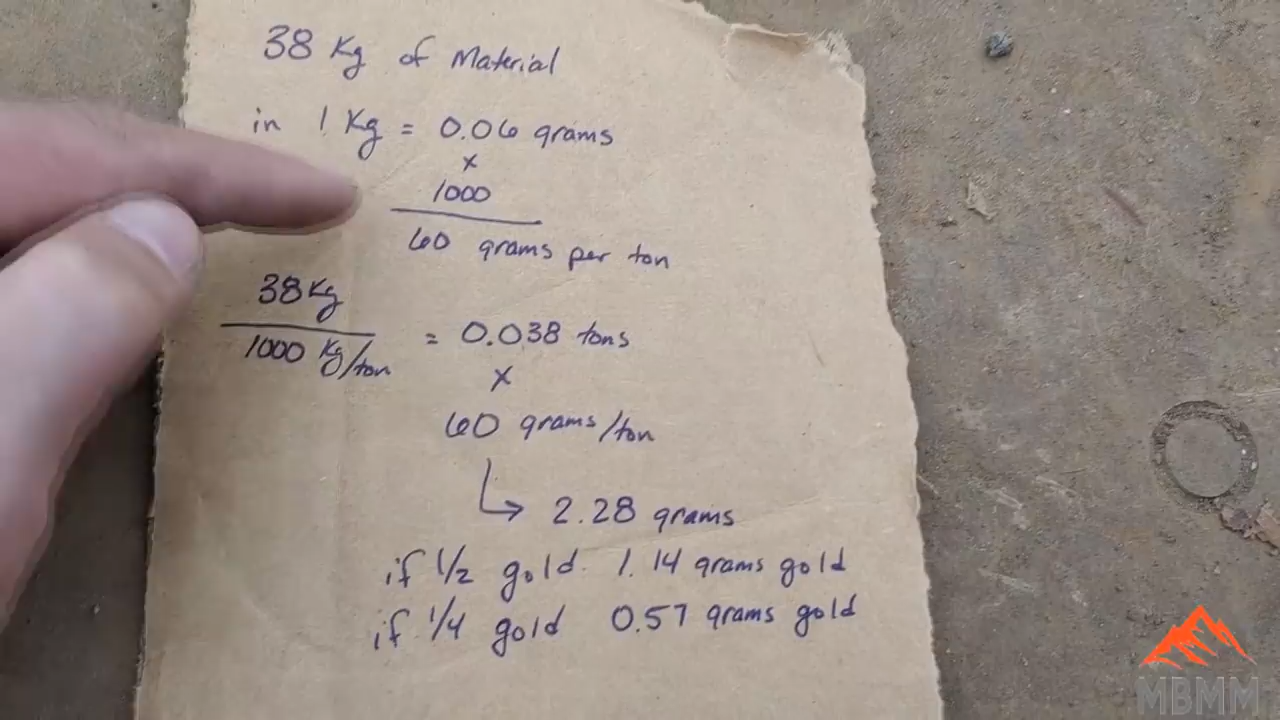 38 Kg of Material
in 1 Kg = 0.06 grams
x
1000
60 grams per ton
38 Kg
1000 Kg/ton = 0.038 tons
x
60 grams/ton
2.28 grams
if 1/2 gold. 1.14 grams gold
if 1/4 gold 0.57 grams gold
MBMM